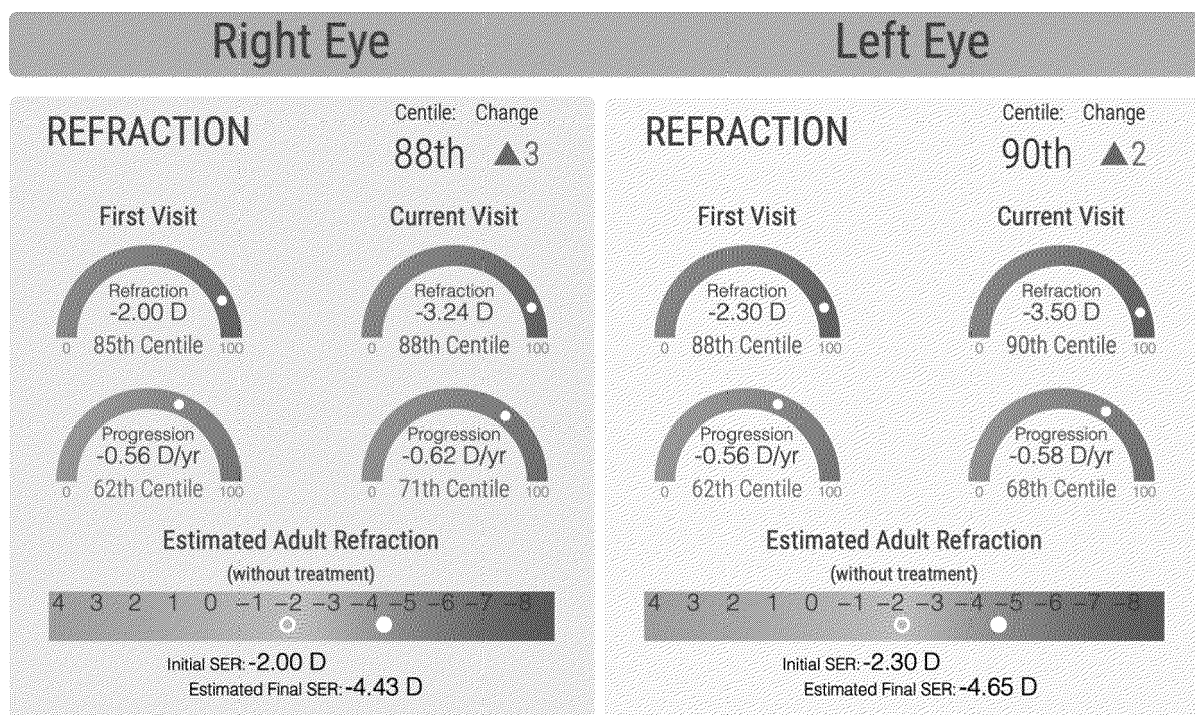 Right Eye
Left Eye
REFRACTION
Centile: Change
88th ▲3
First Visit
Current Visit
Refraction
-2.00 D
0 85th Centile 100
Refraction
-3.24 D
0 88th Centile 100
Progression
-0.56 D/yr
0 62th Centile 100
Progression
-0.62 D/yr
0 71th Centile 100
Estimated Adult Refraction
(without treatment)
4 3 2 1 0 -1 -2 -3 -4 -5 -6 -7 -8
Initial SER: -2.00 D
Estimated Final SER: -4.43 D
REFRACTION
Centile: Change
90th ▲2
First Visit
Current Visit
Refraction
-2.30 D
0 88th Centile 100
Refraction
-3.50 D
0 90th Centile 100
Progression
-0.56 D/yr
0 62th Centile 100
Progression
-0.58 D/yr
0 68th Centile 100
Estimated Adult Refraction
(without treatment)
4 3 2 1 0 -1 -2 -3 -4 -5 -6 -7 -8
Initial SER: -2.30 D
Estimated Final SER: -4.65 D